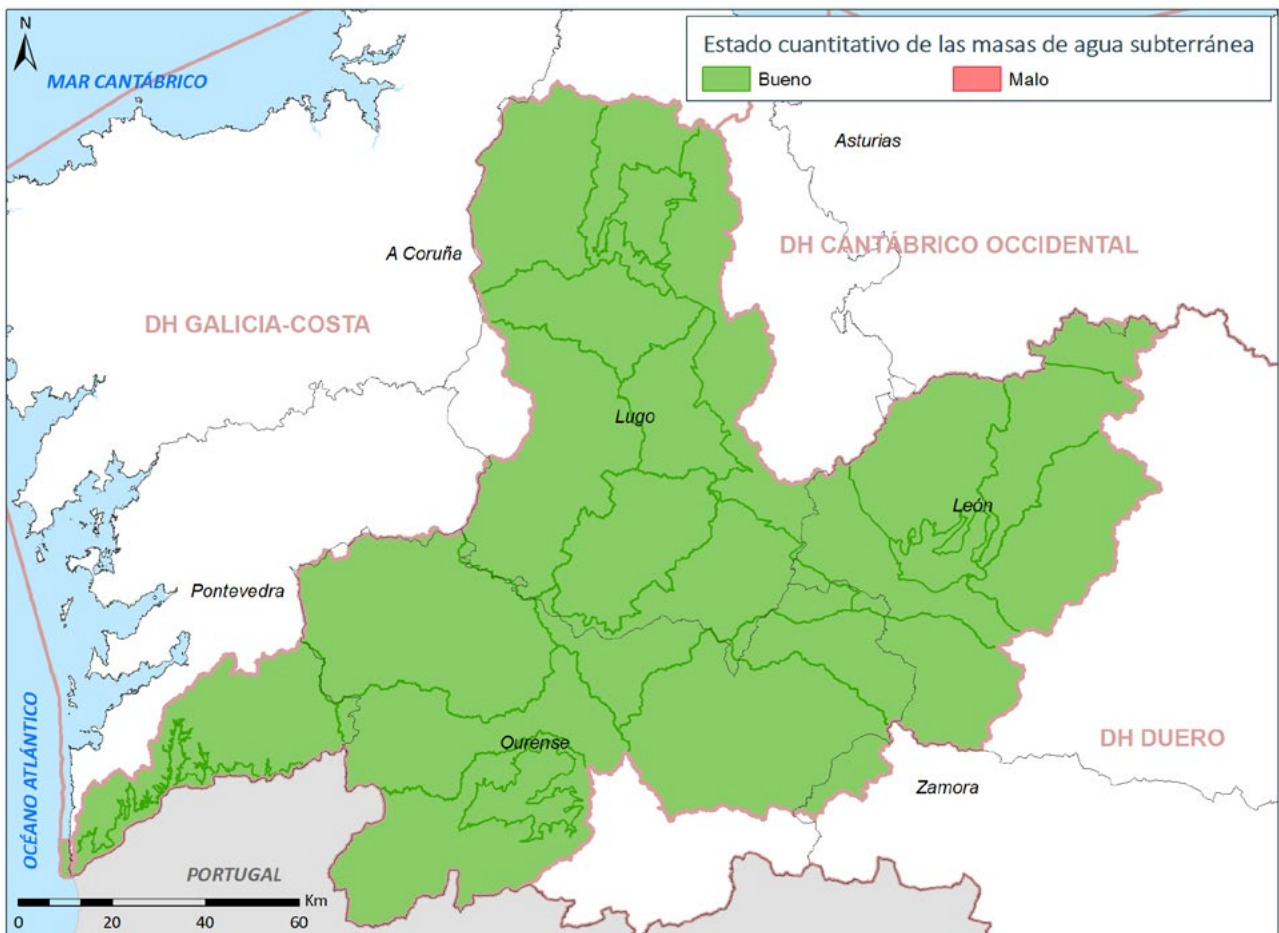 N
MAR CANTÁBRICO
Estado cuantitativo de las masas de agua subterránea
Bueno
Malo
Asturias
A Coruña
DH CANTÁBRICO OCCIDENTAL
DH GALICIA-COSTA
Lugo
León
Pontevedra
OCÉANO ATLÁNTICO
Ourense
DH DUERO
Zamora
PORTUGAL
Km
0 20 40 60